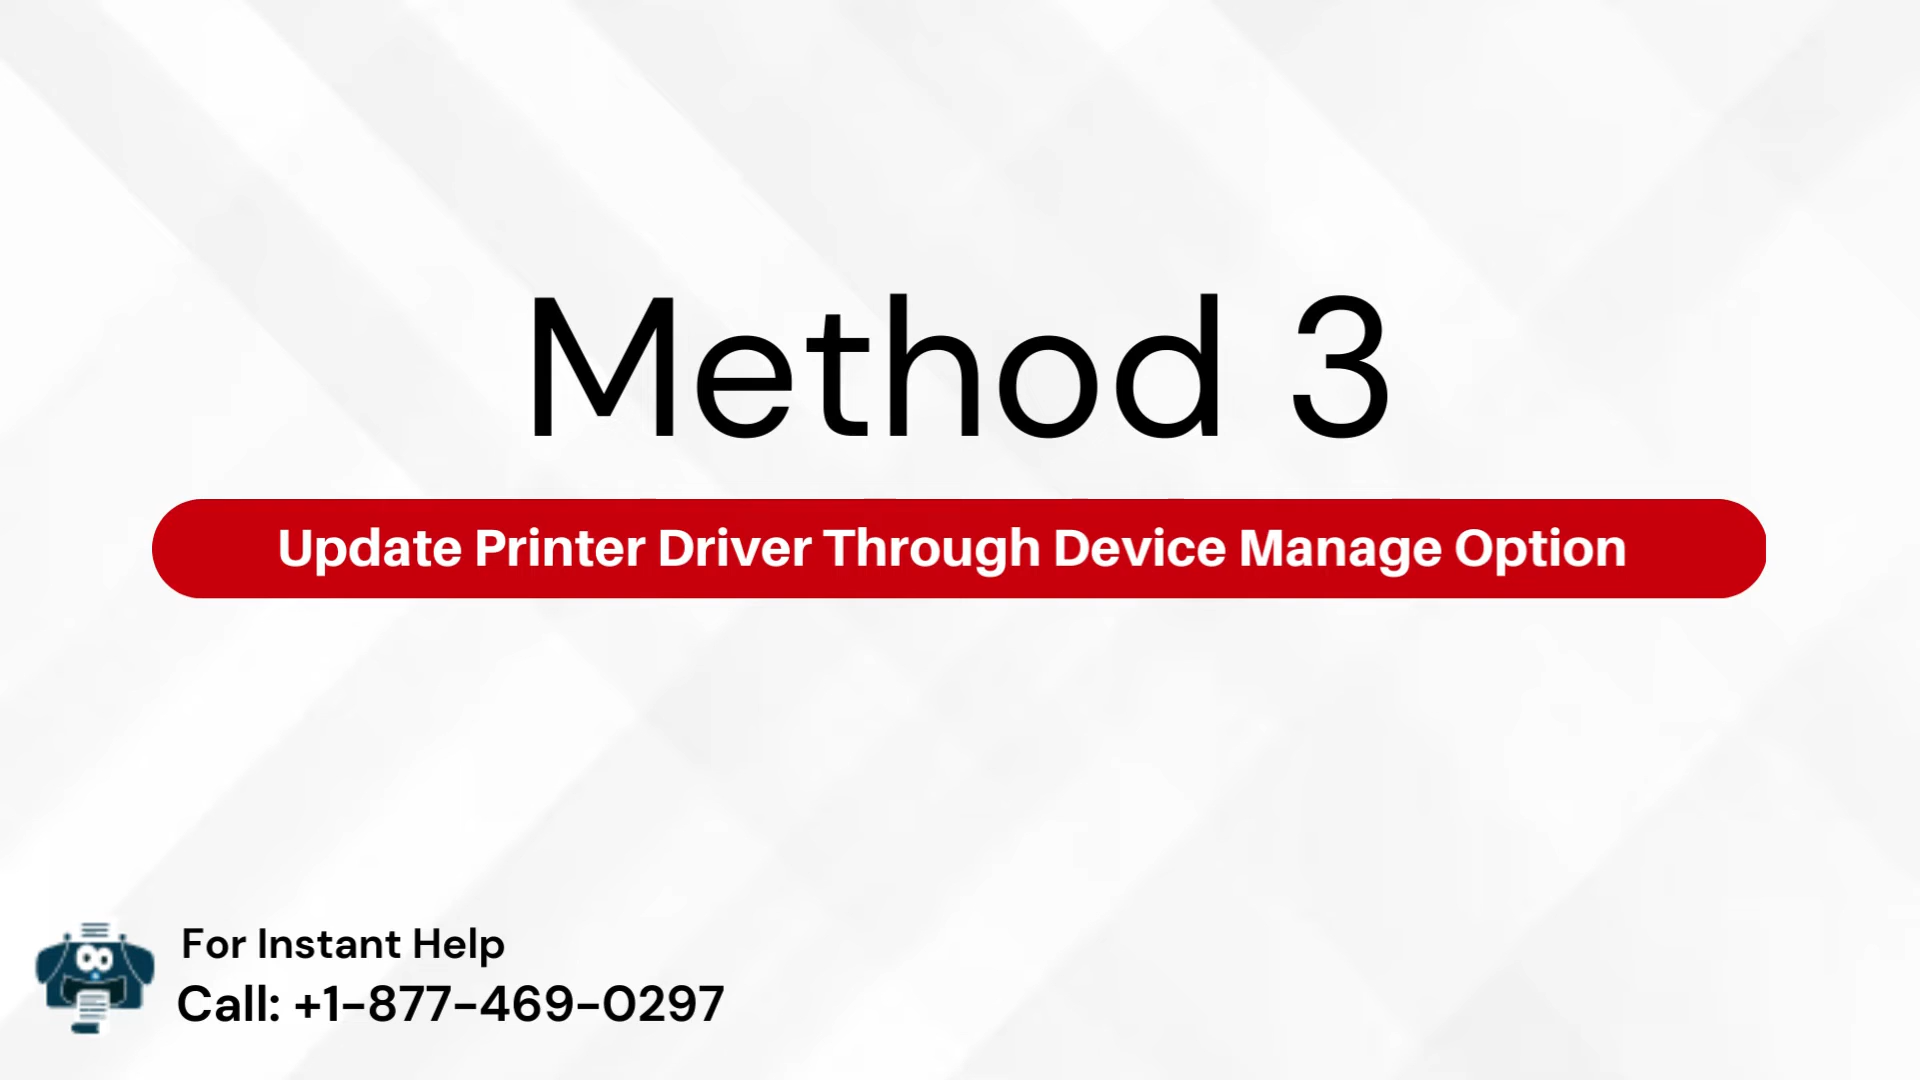 Method 3
Update Printer Driver Through Device Manage Option
For Instant Help
Call: +1-877-469-0297